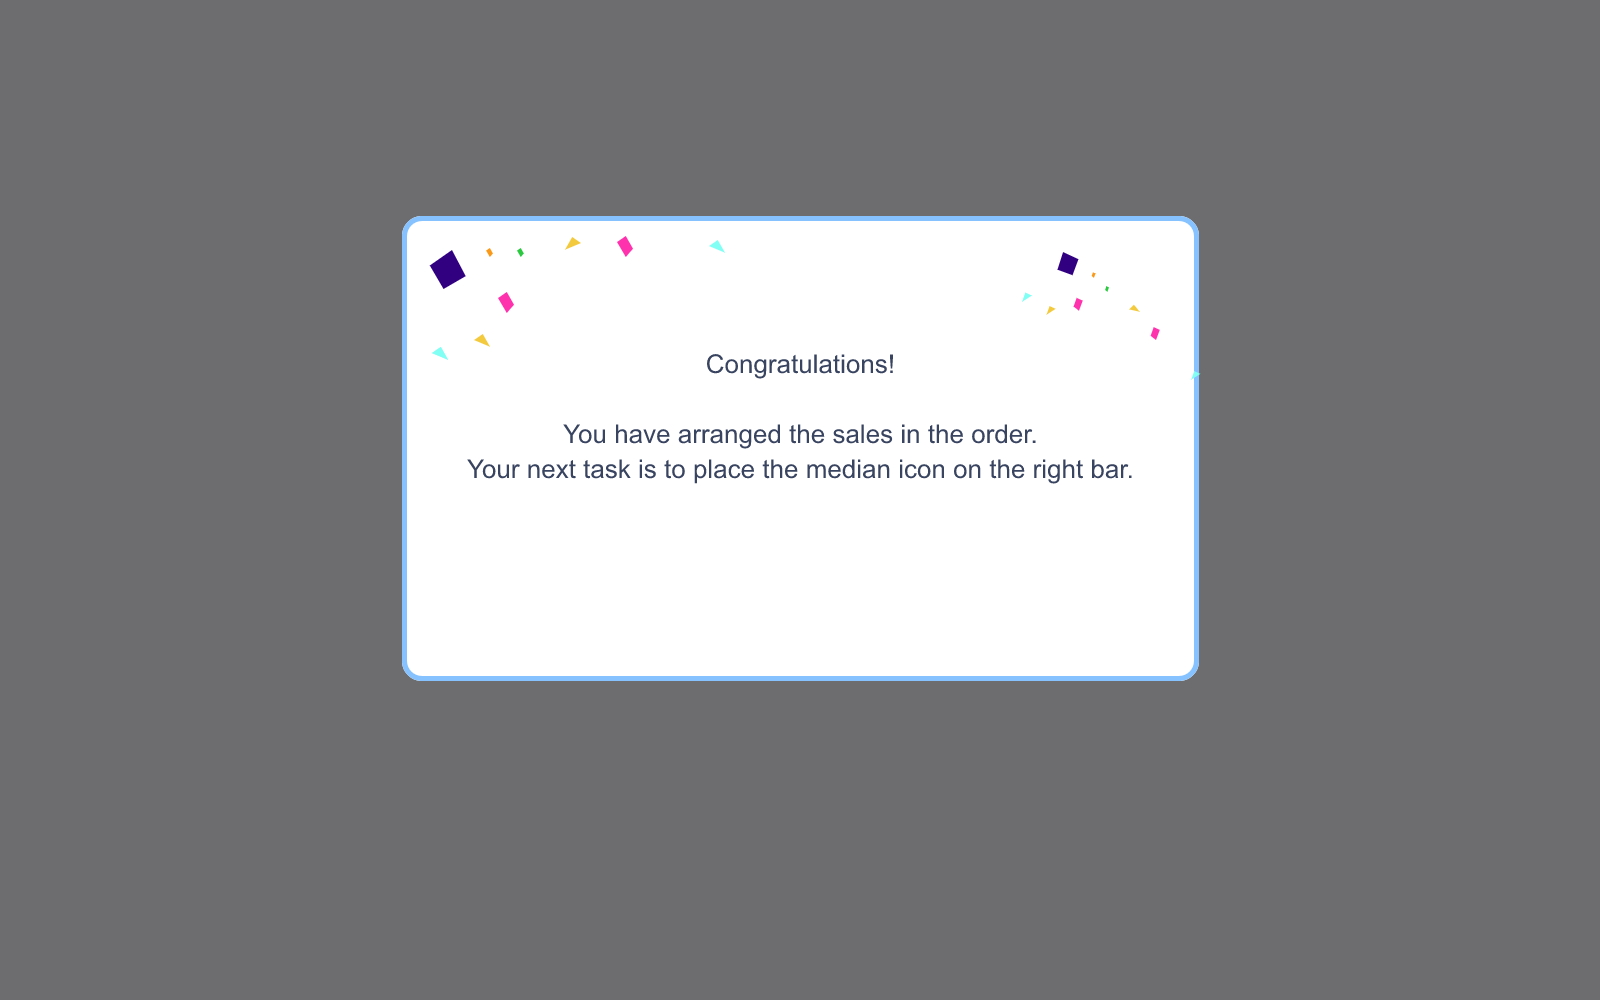 Congratulations!
You have arranged the sales in the order.
Your next task is to place the median icon on the right bar.